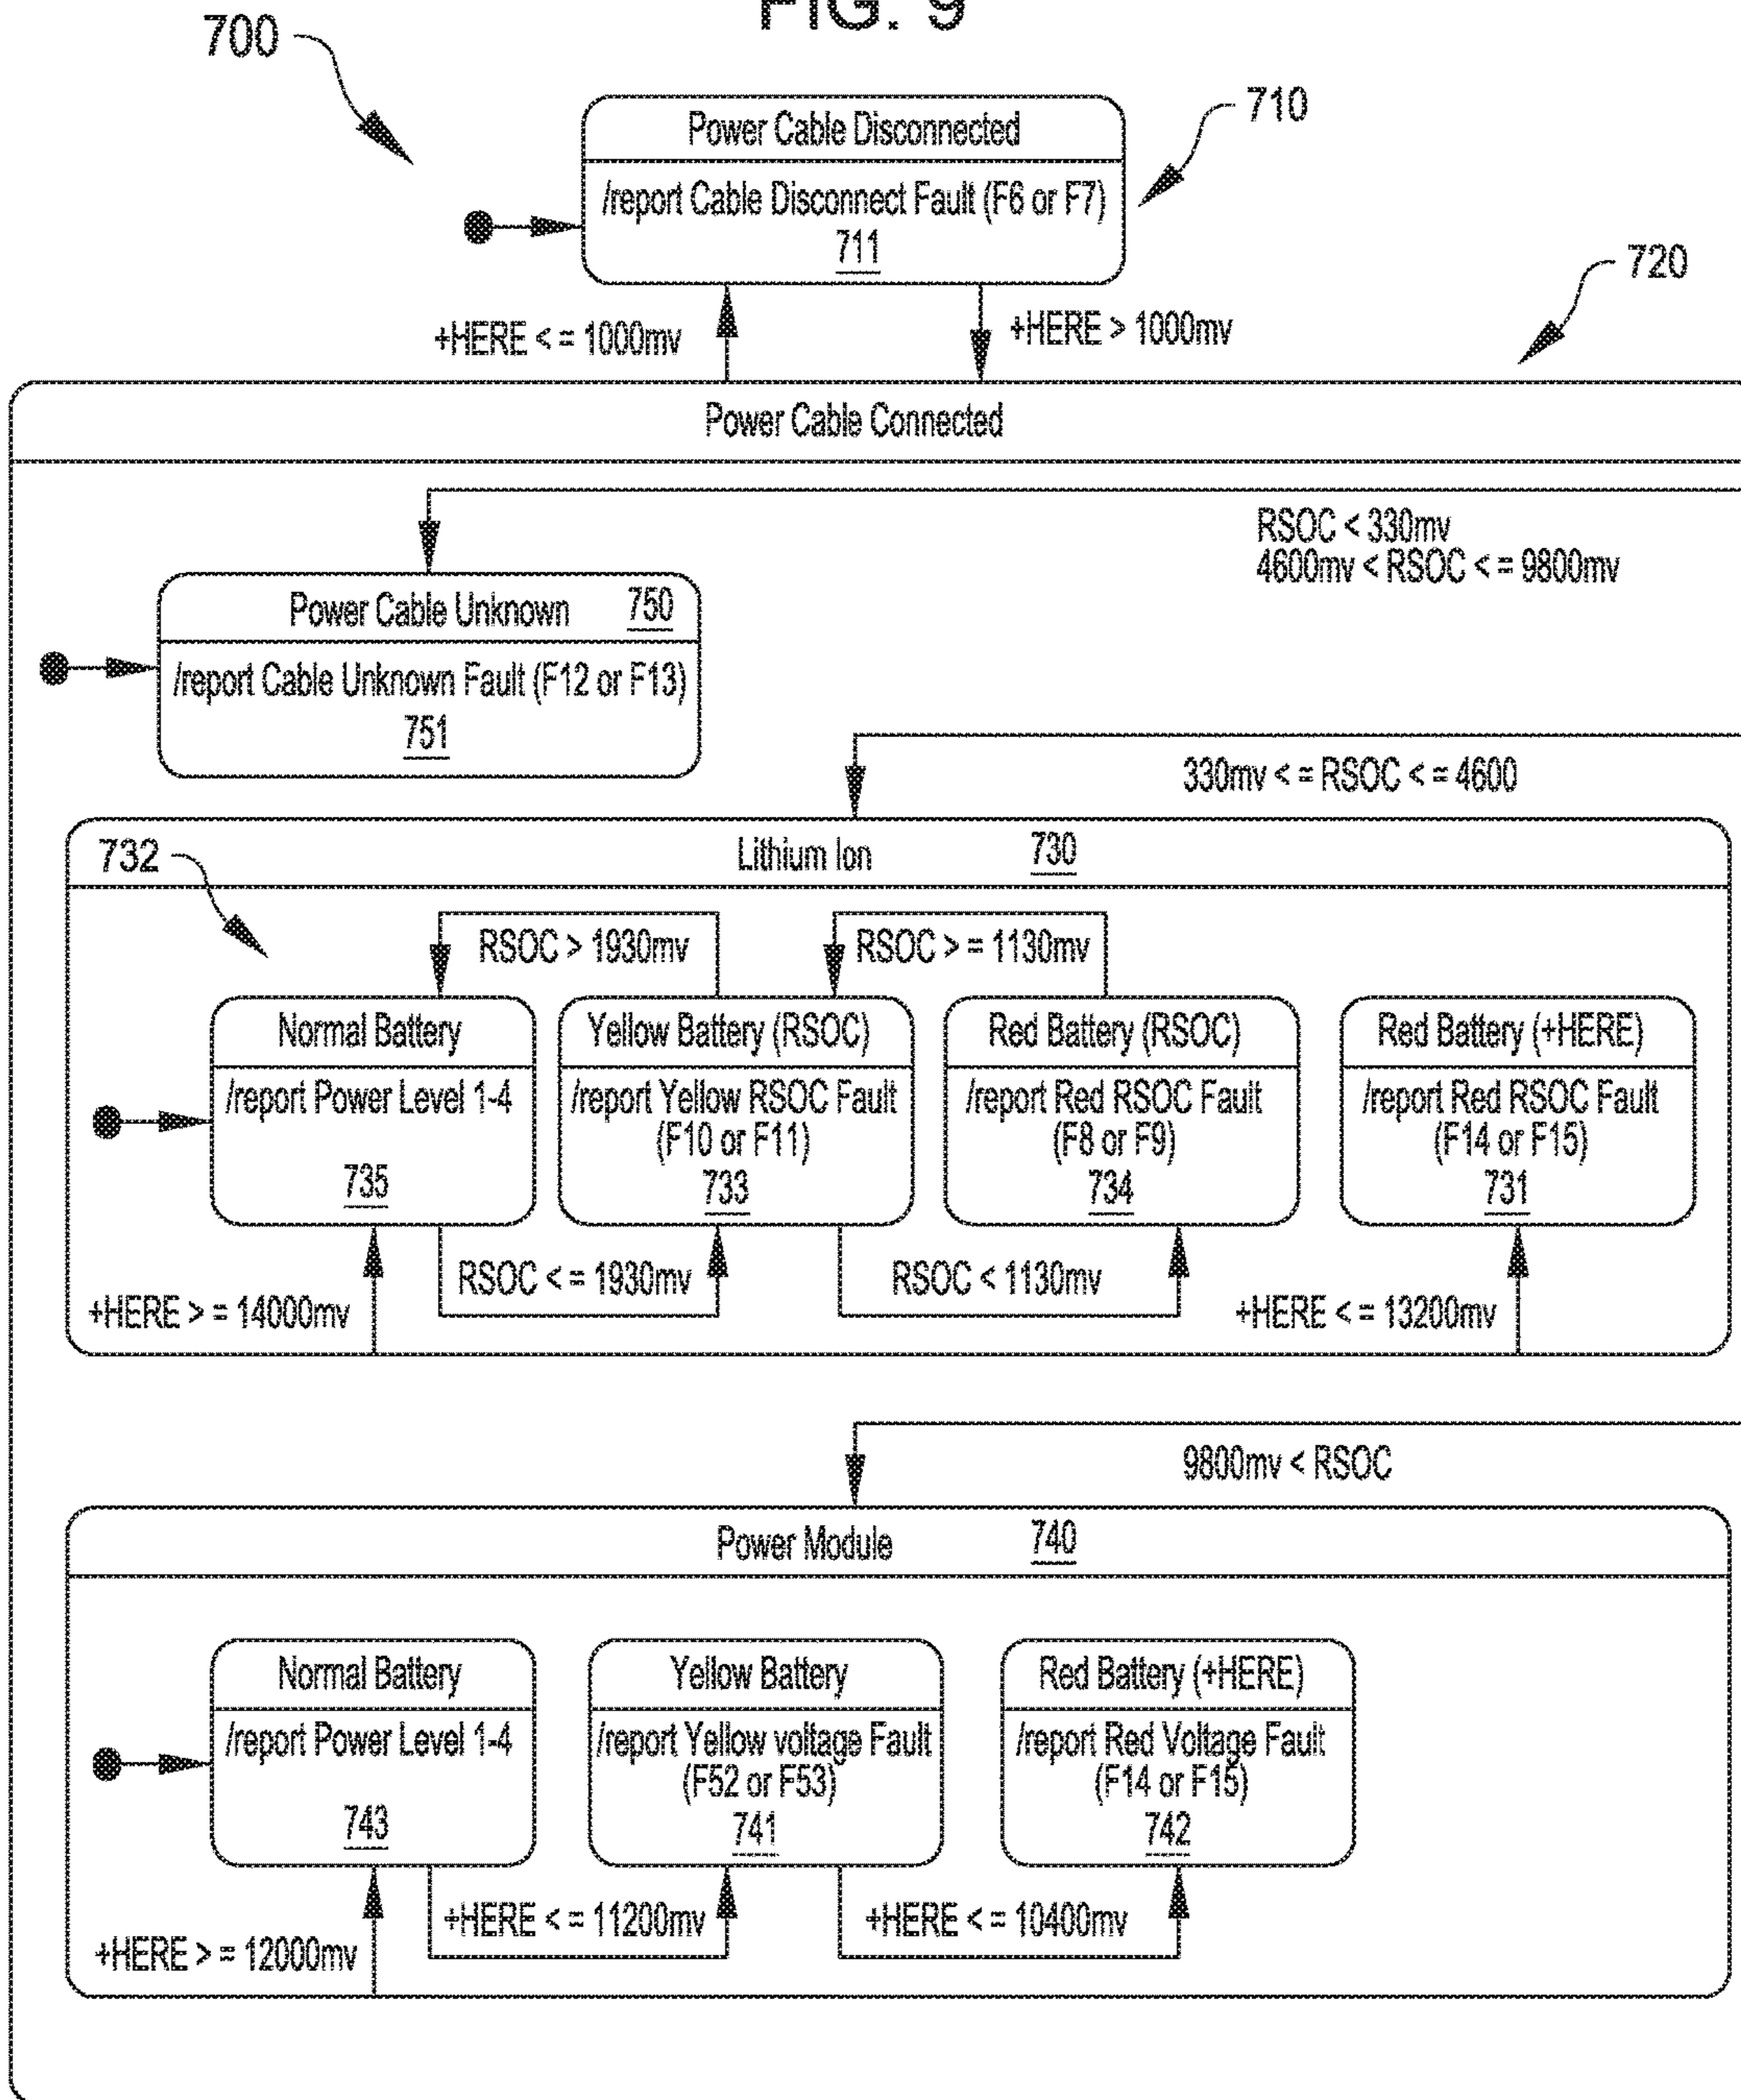 FIG. 9
700
710
Power Cable Disconnected
/report Cable Disconnect Fault (F6 or F7)
711
720
+HERE < = 1000mv
+HERE > 1000mv
Power Cable Connected
RSOC < 330mv
4600mv < RSOC < = 9800mv
Power Cable Unknown 750
/report Cable Unknown Fault (F12 or F13)
751
330mv < = RSOC < = 4600
732
Lithium Ion 730
RSOC > 1930mv
RSOC > = 1130mv
Normal Battery
/report Power Level 1-4
735
Yellow Battery (RSOC)
/report Yellow RSOC Fault
(F10 or F11)
733
Red Battery (RSOC)
/report Red RSOC Fault
(F8 or F9)
734
Red Battery (+HERE)
/report Red RSOC Fault
(F14 or F15)
731
+HERE > = 14000mv
RSOC < = 1930mv
RSOC < 1130mv
+HERE < = 13200mv
9800mv < RSOC
Power Module 740
Normal Battery
/report Power Level 1-4
743
Yellow Battery
/report Yellow voltage Fault
(F52 or F53)
741
Red Battery (+HERE)
/report Red Voltage Fault
(F14 or F15)
742
+HERE > = 12000mv
+HERE < = 11200mv
+HERE < = 10400mv